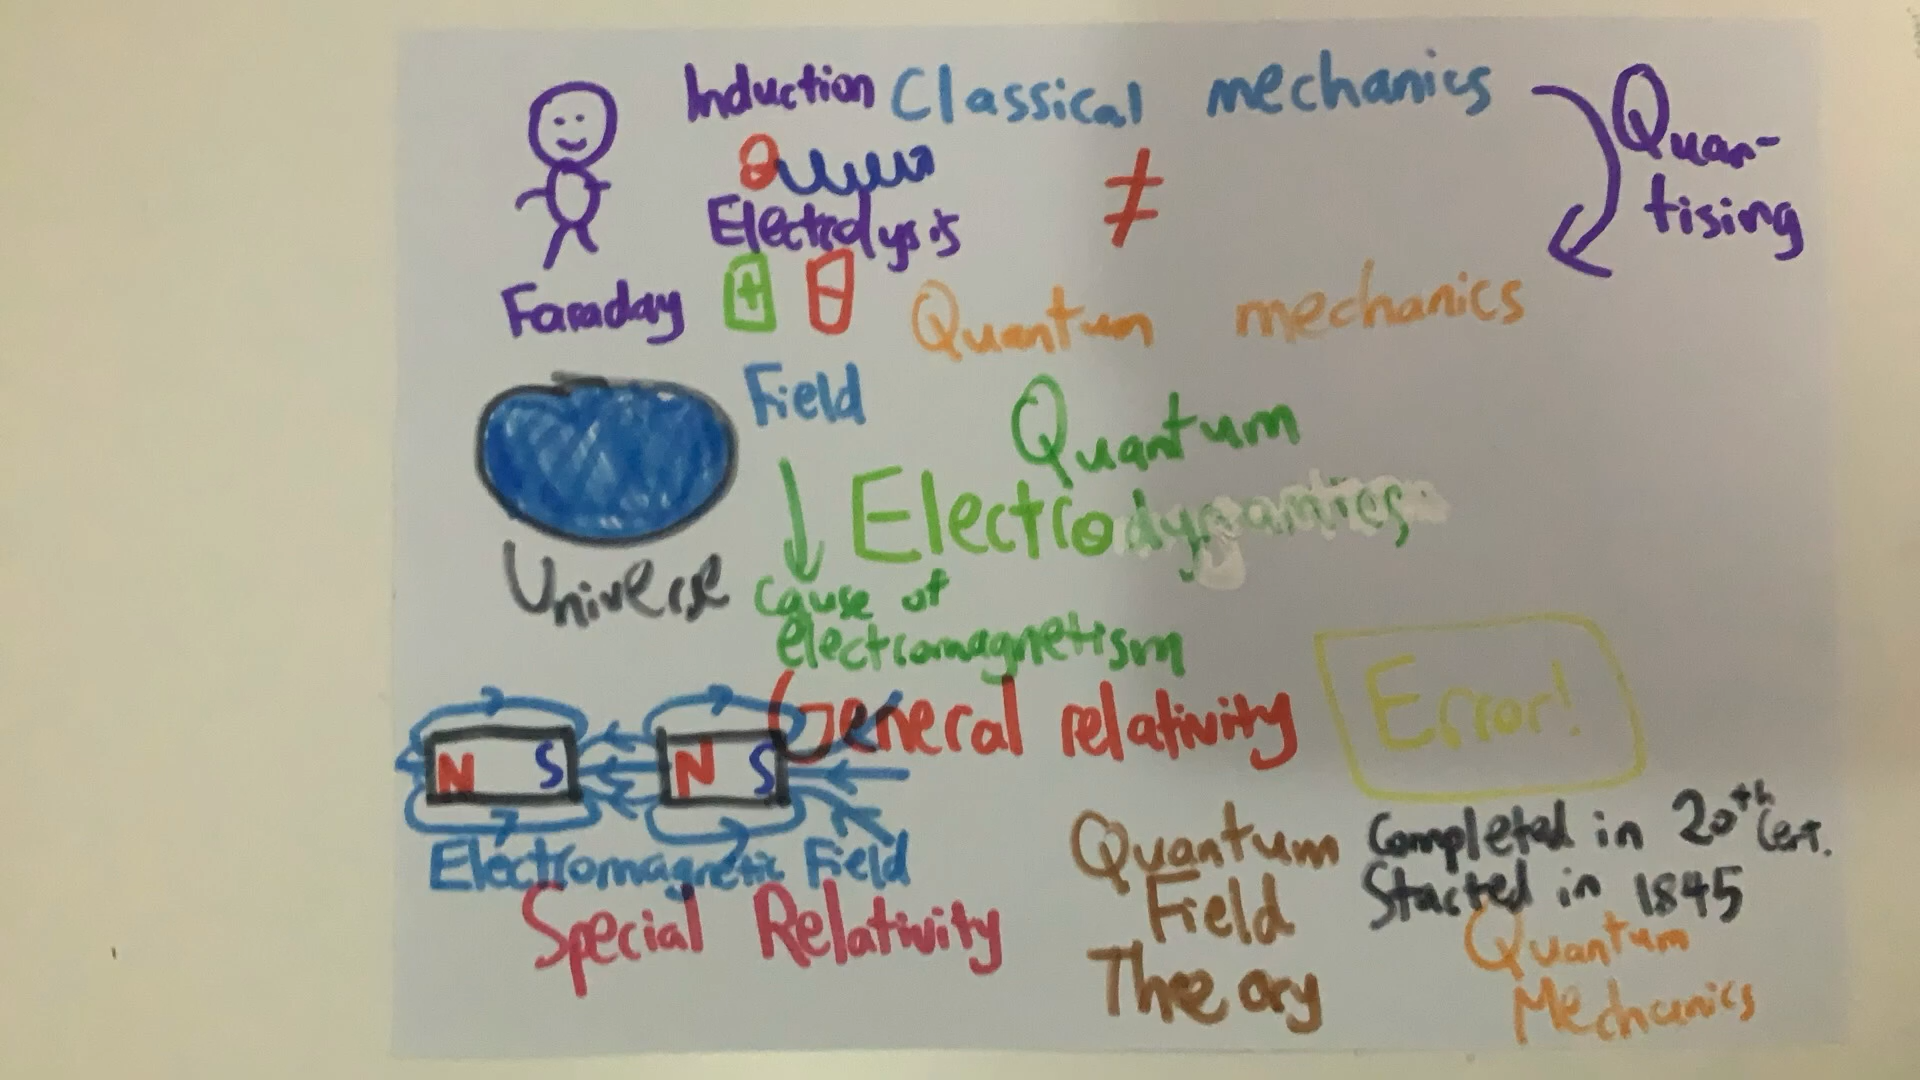 Induction
Classical mechanics
Quan-
tising
≠
Electrolysis
Faraday
+ -
Quantum mechanics
Field
Quantum
Electrodynamics
Universe
cause of
electromagnetism
General relativity
Error!
N S N S
Electromagnetic Field
Special Relativity
Quantum
Field
Theory
Completed in 20th Cent.
Started in 1845
Quantum
Mechanics